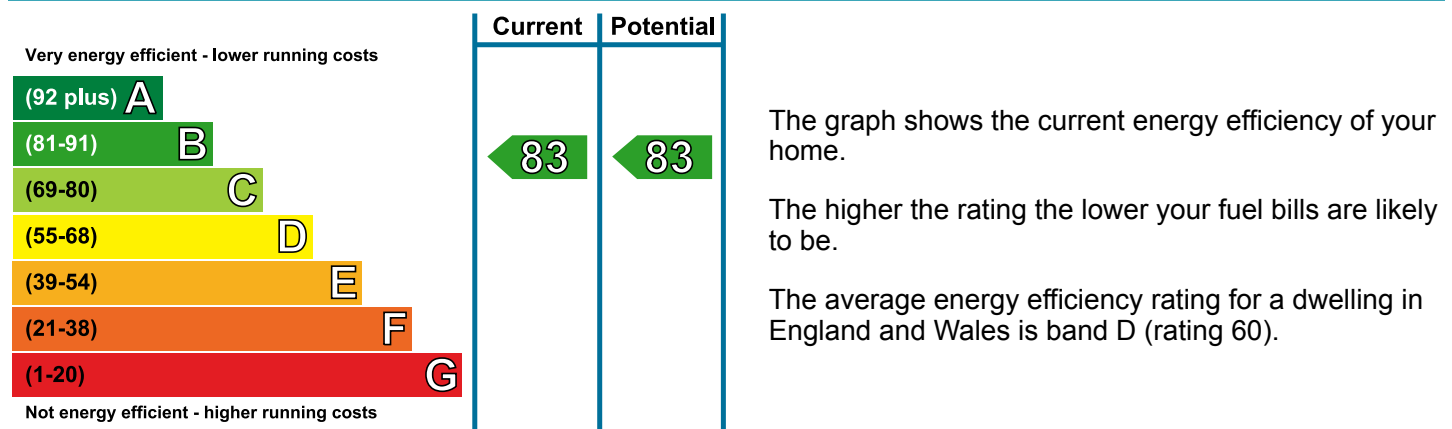 Current Potential
Very energy efficient - lower running costs
(92 plus) A
(81-91) B
83 83
(69-80) C
(55-68) D
(39-54) E
(21-38) F
(1-20) G
Not energy efficient - higher running costs
The graph shows the current energy efficiency of your
home.
The higher the rating the lower your fuel bills are likely
to be.
The average energy efficiency rating for a dwelling in
England and Wales is band D (rating 60).